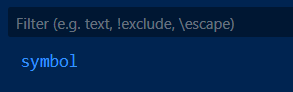 Filter (e.g. text, !exclude, \escape)
symbol